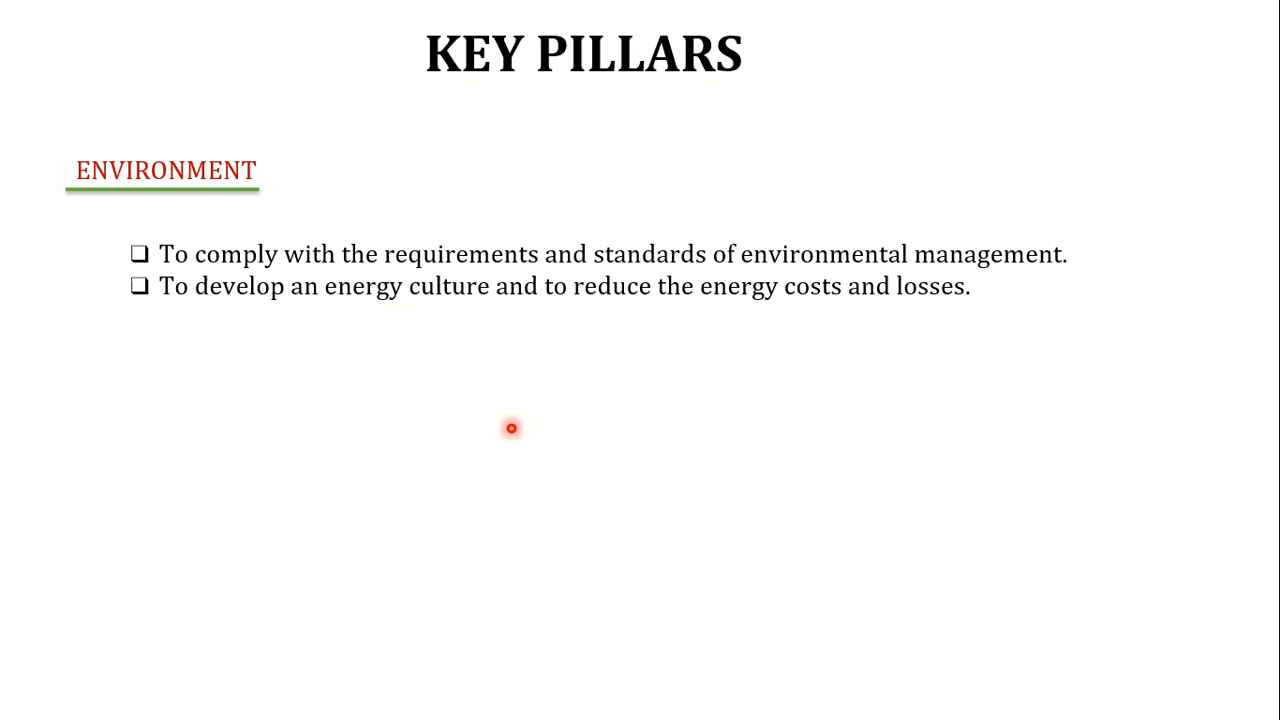 KEY PILLARS
ENVIRONMENT
❑ To comply with the requirements and standards of environmental management.
❑ To develop an energy culture and to reduce the energy costs and losses.